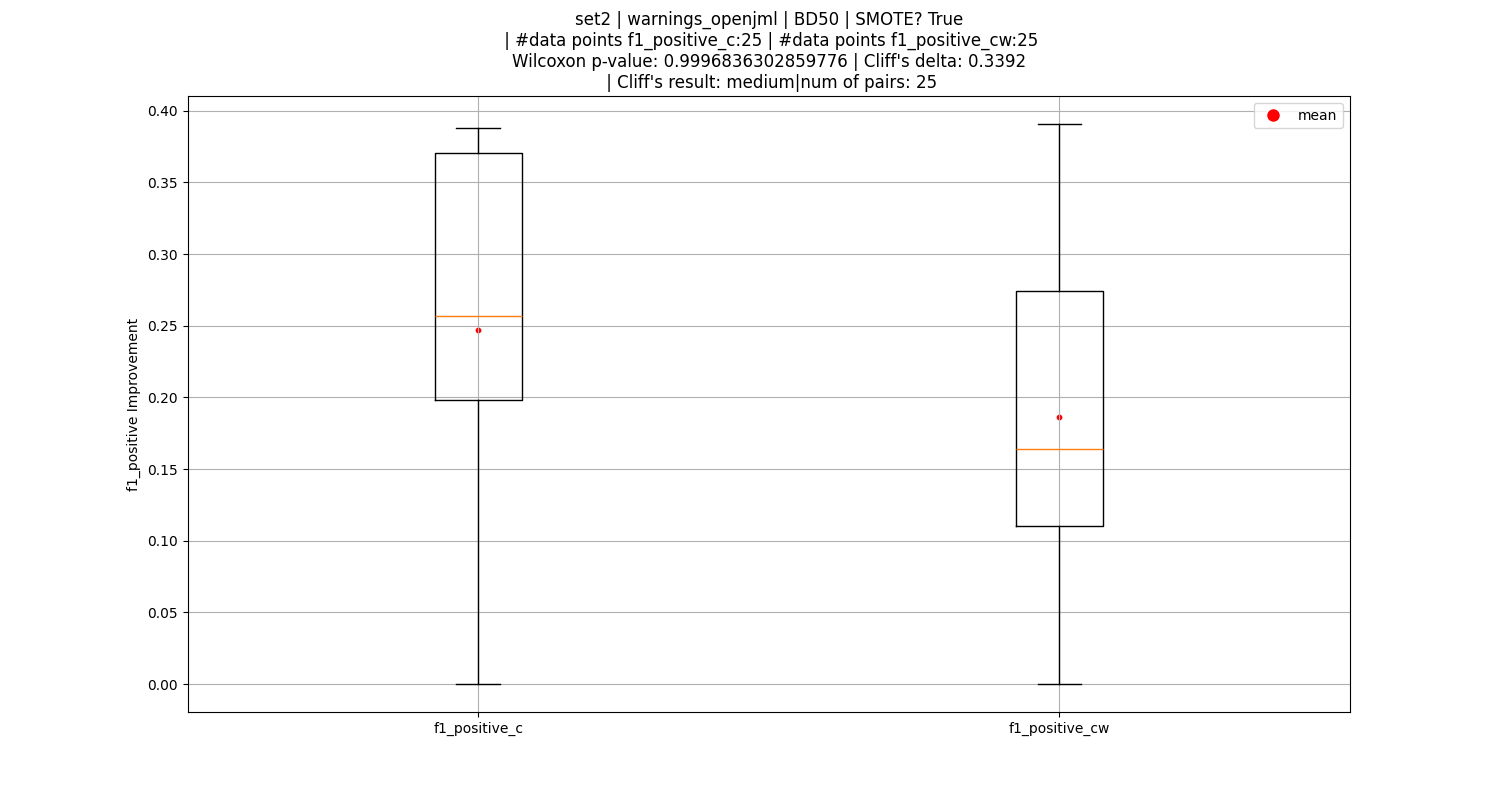 set2 | warnings_openjml | BD50 | SMOTE? True
| #data points f1_positive_c:25 | #data points f1_positive_cw:25
Wilcoxon p-value: 0.9996836302859776 | Cliff's delta: 0.3392
| Cliff's result: medium|num of pairs: 25
mean
f1_positive Improvement
0.40
0.35
0.30
0.25
0.20
0.15
0.10
0.05
0.00
f1_positive_c
f1_positive_cw